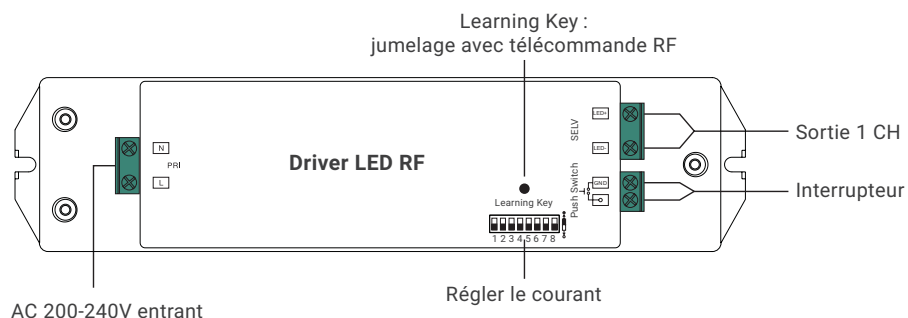 Learning Key :
jumelage avec télécommande RF
N
PRI
L
Driver LED RF
LED+
LED-
SELV
GND
Push Switch
Learning Key
1 2 3 4 5 6 7 8
Sortie 1 CH
Interrupteur
Régler le courant
AC 200-240V entrant